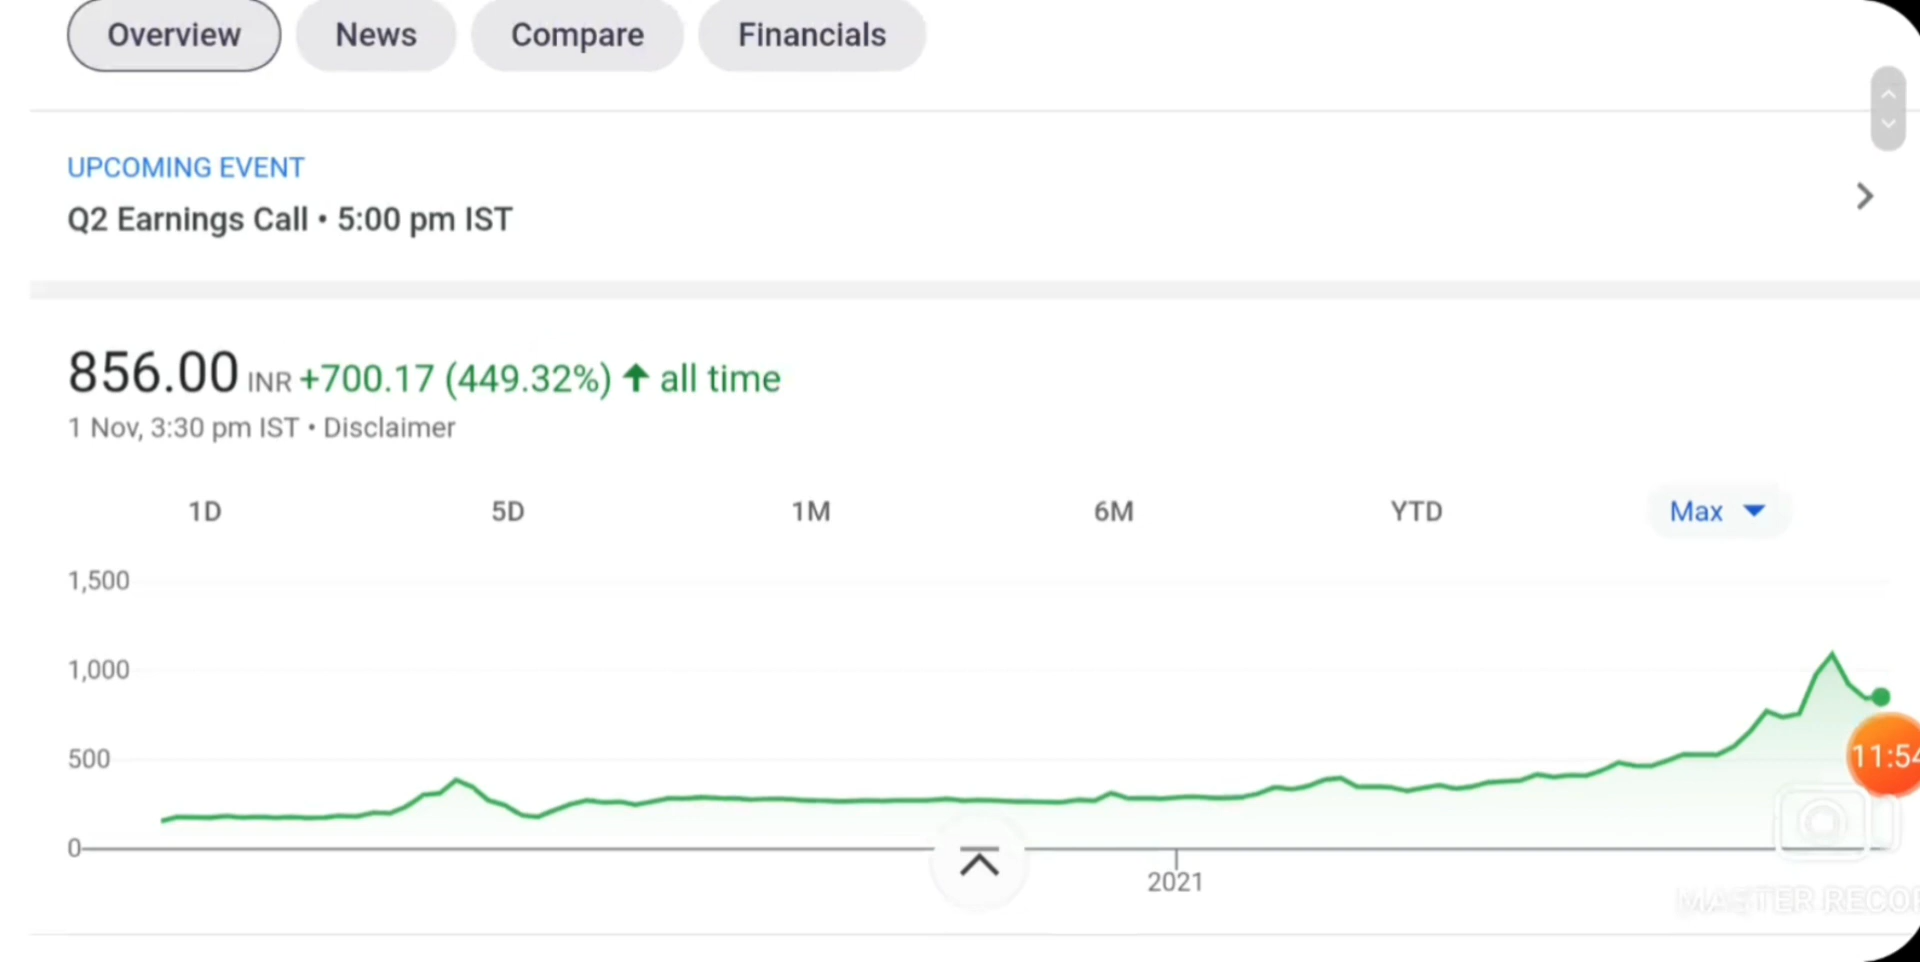 Overview News Compare Financials
UPCOMING EVENT
Q2 Earnings Call • 5:00 pm IST
856.00 INR +700.17 (449.32%) ↑ all time
1 Nov, 3:30 pm IST • Disclaimer
1D 5D 1M 6M YTD Max
1,500
1,000
500
11:54
0
2021
MASTER RECOR